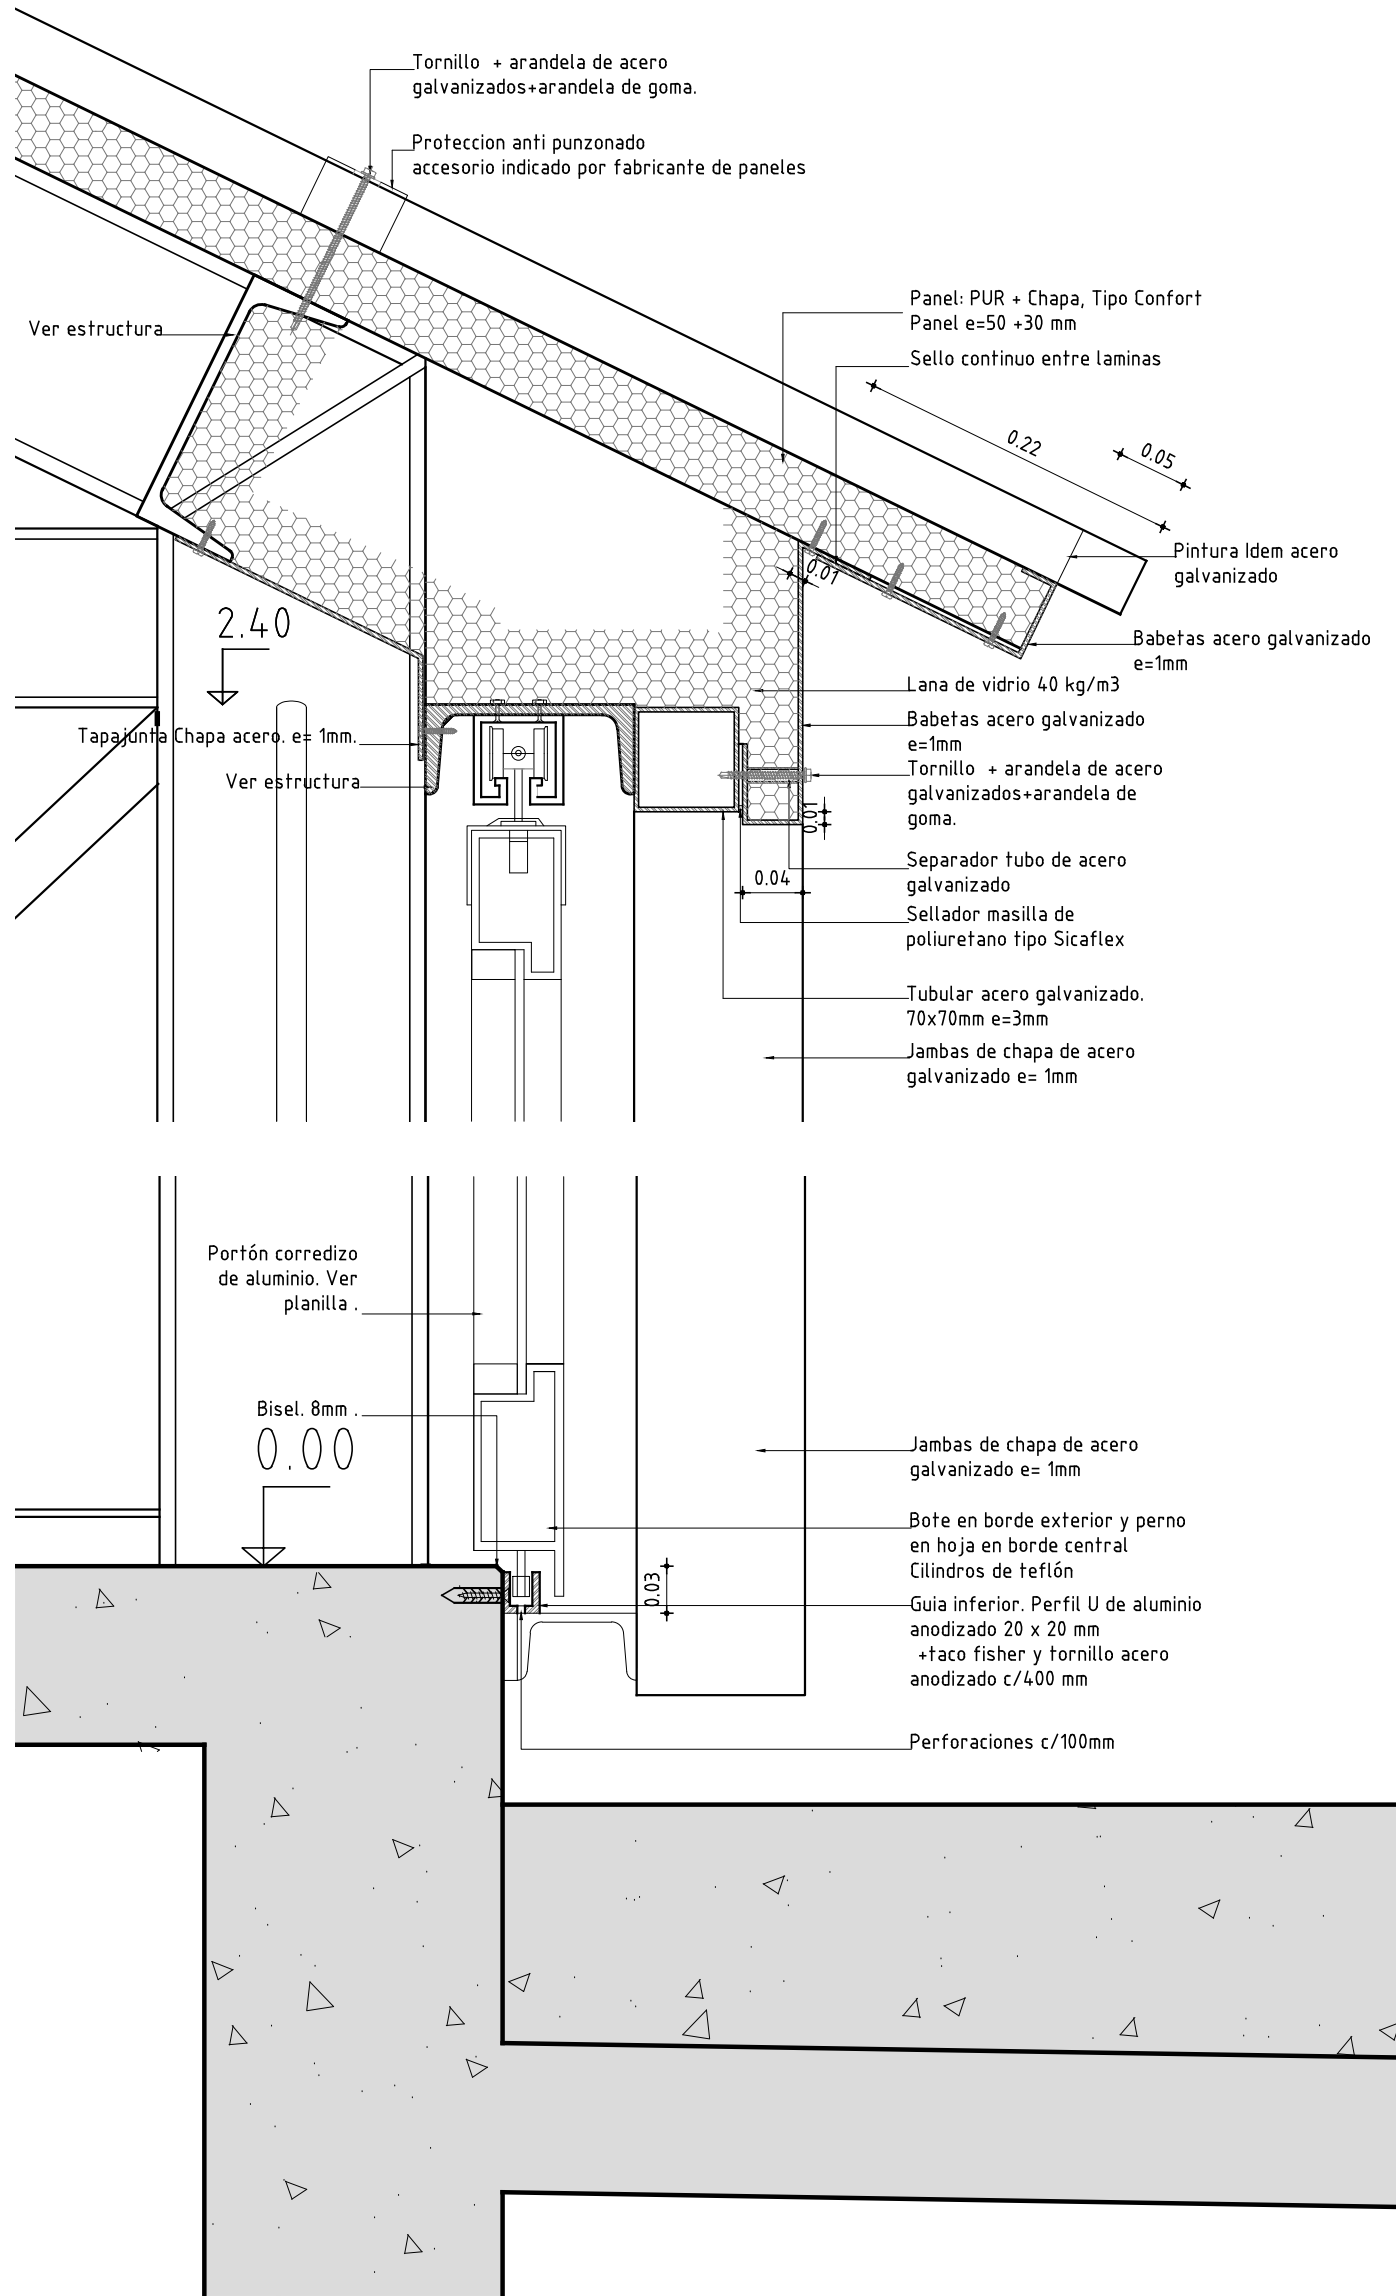 Tornillo + arandela de acero
galvanizados+arandela de goma.
Proteccion anti punzonado
accesorio indicado por fabricante de paneles
Ver estructura
Panel: PUR + Chapa, Tipo Confort
Panel e=50 +30 mm
Sello continuo entre laminas
0.22
0.05
Pintura Idem acero
galvanizado
0.01
2.40
Babetas acero galvanizado
e=1mm
Lana de vidrio 40 kg/m3
Babetas acero galvanizado
e=1mm
Tapajunta Chapa acero. e= 1mm.
Ver estructura
Tornillo + arandela de acero
galvanizados+arandela de
goma.
0.01
Separador tubo de acero
galvanizado
0.04
Sellador masilla de
poliuretano tipo Sicaflex
Tubular acero galvanizado.
70x70mm e=3mm
Jambas de chapa de acero
galvanizado e= 1mm
Portón corredizo
de aluminio. Ver
planilla .
Bisel. 8mm .
0.00
Jambas de chapa de acero
galvanizado e= 1mm
Bote en borde exterior y perno
en hoja en borde central
Cilindros de teflón
0.03
Guia inferior. Perfil U de aluminio
anodizado 20 x 20 mm
+taco fisher y tornillo acero
anodizado c/400 mm
Perforaciones c/100mm